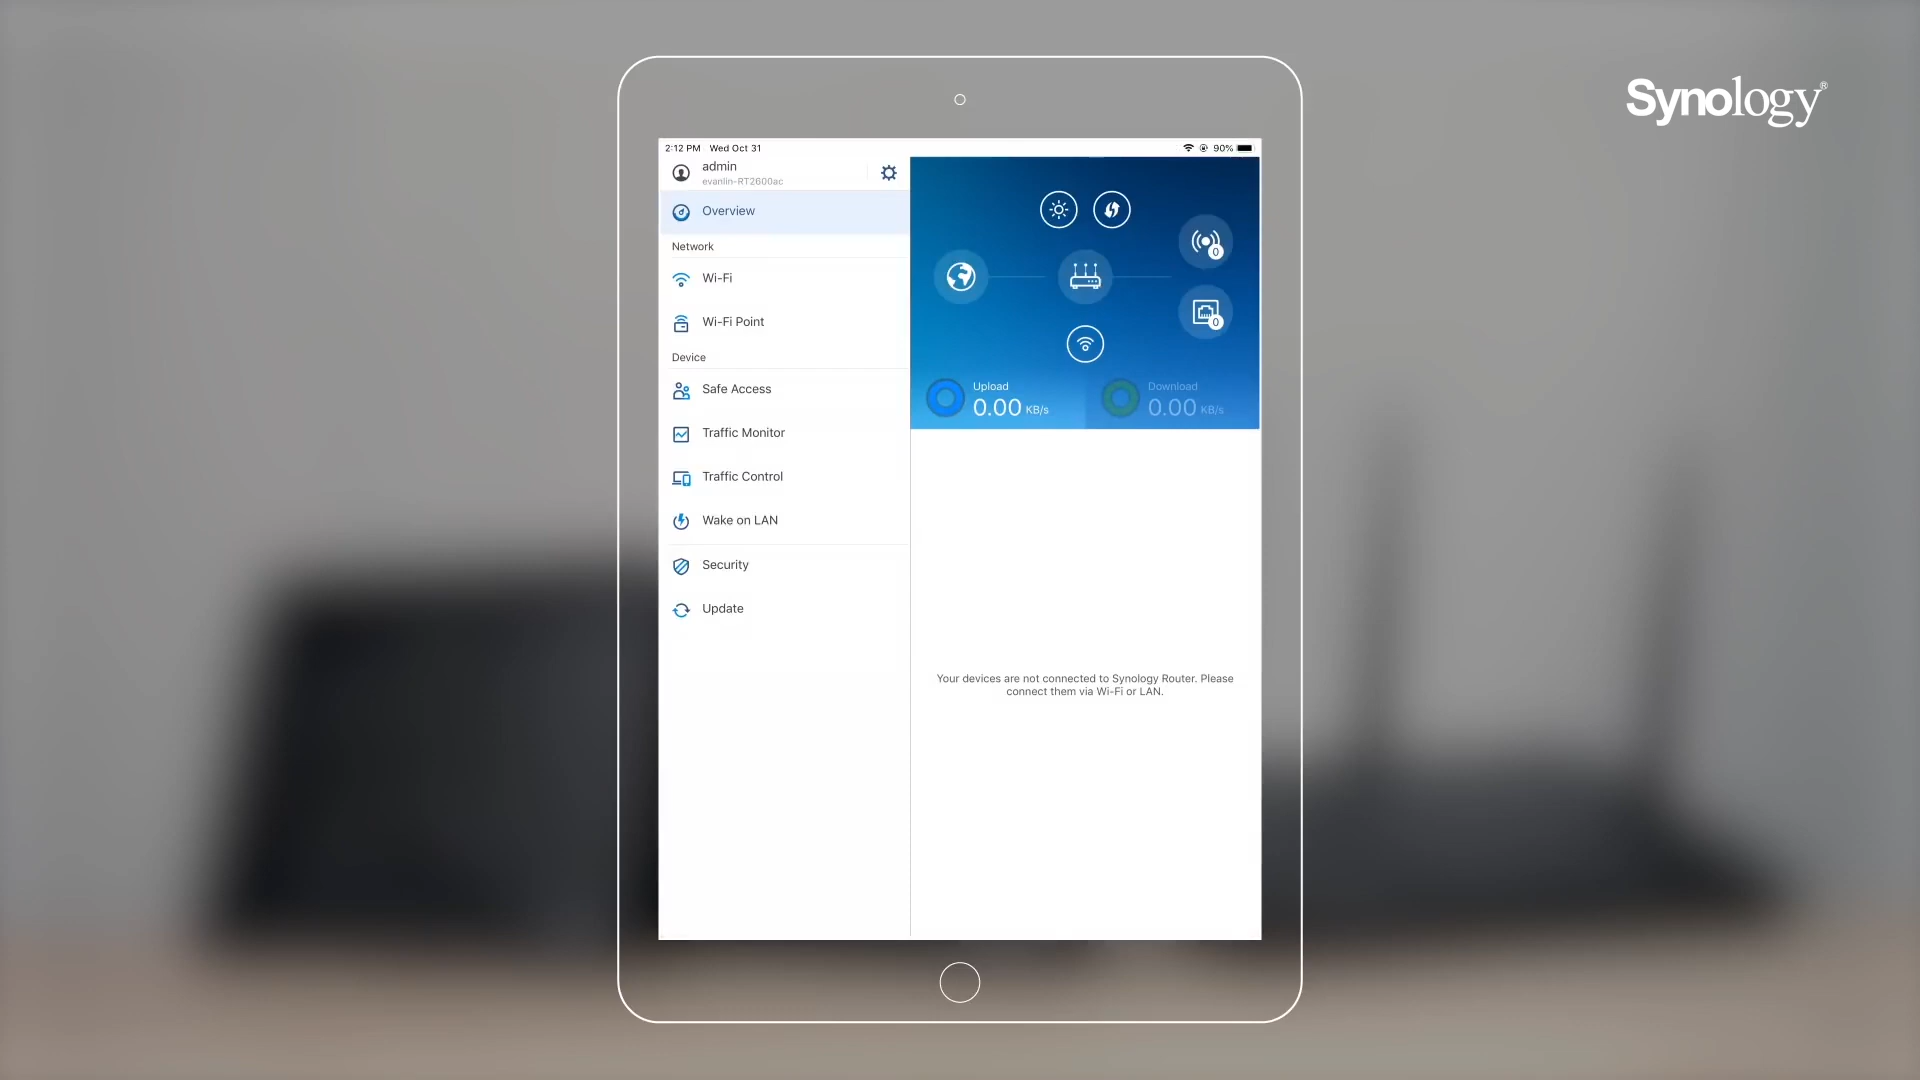 Synology®
2:12 PM Wed Oct 31
90%
admin
evanlin-RT2600ac
Overview
Network
Wi-Fi
Wi-Fi Point
Device
Safe Access
Traffic Monitor
Traffic Control
Wake on LAN
Security
Update
0
0
Upload
0.00 KB/s
Download
0.00 KB/s
Your devices are not connected to Synology Router. Please
connect them via Wi-Fi or LAN.